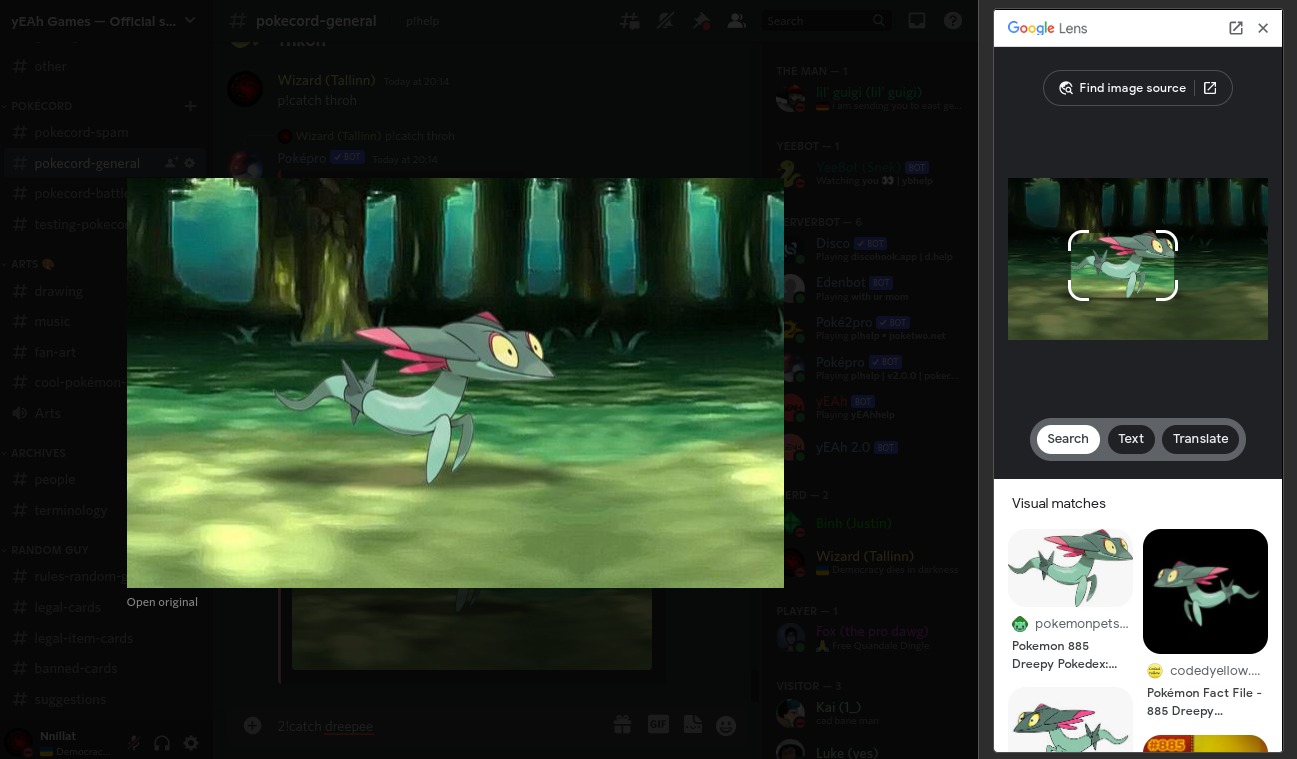 yEAh Games — Official s...
pokecord-general
p!help
Search
other
POKÉCORD
pokecord-spam
pokecord-general
pokecord-battle
testing-pokecor
ARTS
drawing
music
fan-art
cool-pokémon-
Arts
ARCHIVES
people
terminology
RANDOM GUY
rules-random-g
legal-cards
legal-item-cards
banned-cards
suggestions
Nnillat
Democrac...
Wizard (Tallinn) Today at 20:14
p!catch throh
Wizard (Tallinn) p!catch throh
Poképro BOT Today at 20:14
Open original
2!catch dreepee
GIF
THE MAN — 1
lil' guigi (lil' guigi)
I am sending you to east ge...
YEEBOT — 1
BOT
Watching you 👀 | ybhelp
ERVERBOT — 6
Disco BOT
Playing discohook.app | d.help
Edenbot BOT
Playing with ur mom
Poké2pro BOT
Playing p!help • poketwo.net
Poképro BOT
Playing p!help | v2.0.0 | pokec...
yEAh BOT
Playing yEAhhelp
yEAh 2.0 BOT
ERD — 2
Binh (Justin)
Wizard (Tallinn)
Democracy dies in darkness
PLAYER — 1
Fox (the pro dawg)
Free Quandale Dingle
VISITOR — 3
Kai (1_)
cad bane man
Luke (yes)
Google Lens
Find image source
Search
Text
Translate
Visual matches
pokemonpets...
Pokemon 885
Dreepy Pokedex:...
codedyellow....
Pokémon Fact File -
885 Dreepy...
#885